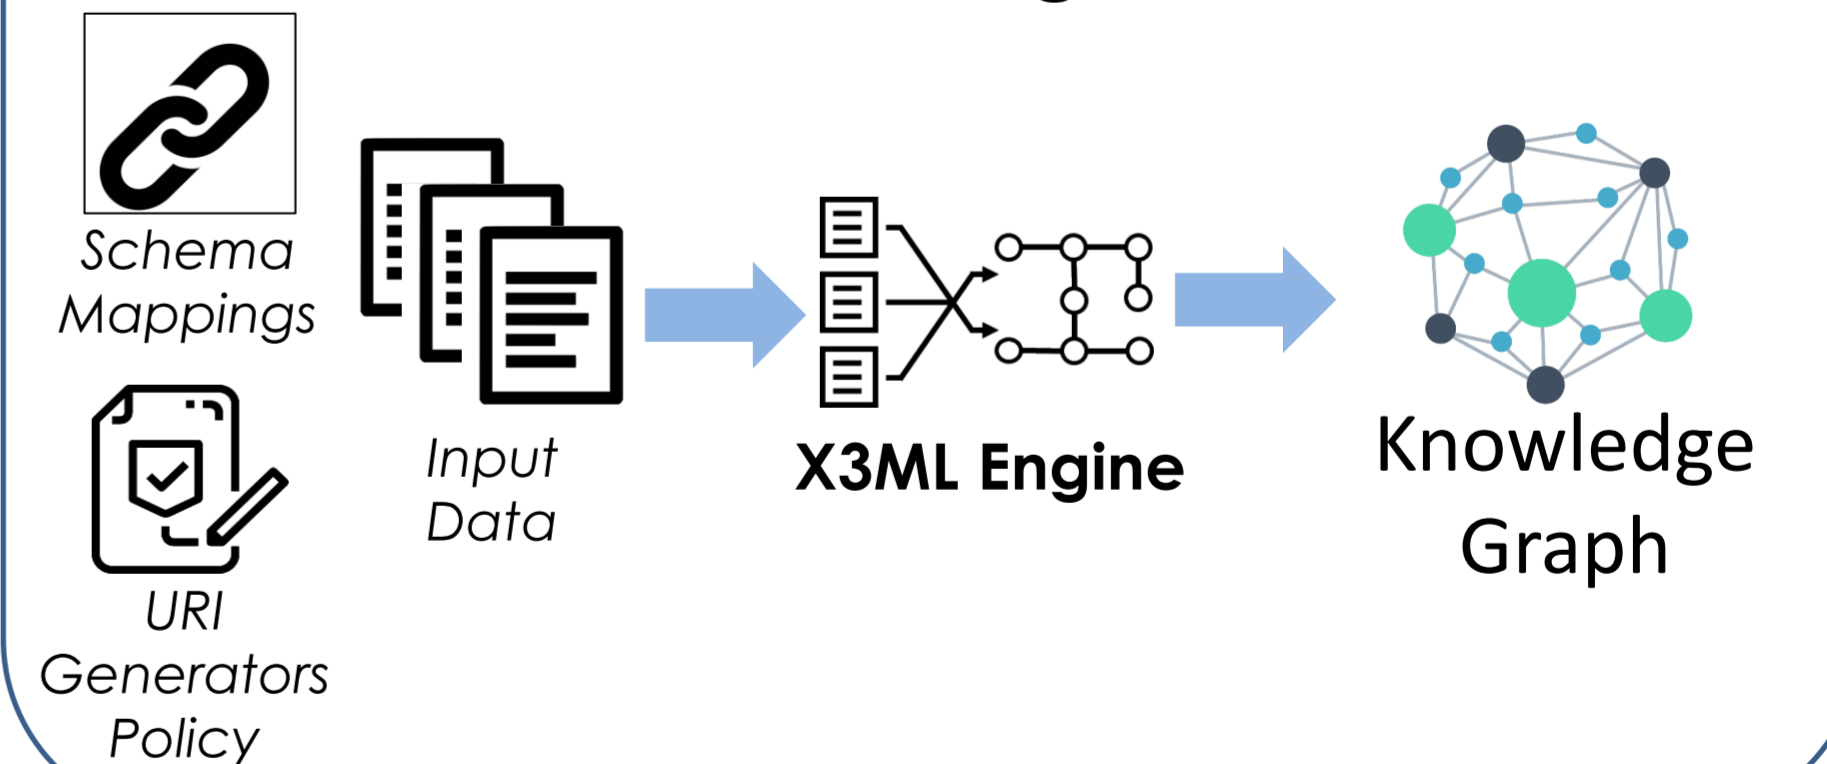 Schema
Mappings
URI
Generators
Policy
Input
Data
X3ML Engine
Knowledge
Graph